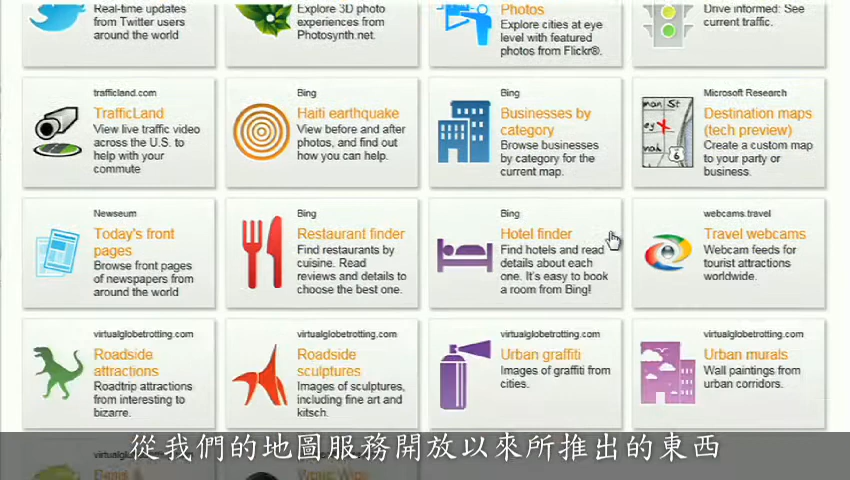 Real-time updates
from Twitter users
around the world
Explore 3D photo
experiences from
Photosynth.net.
Photos
Explore cities at eye
level with featured
photos from Flickr®.
Drive informed: See
current traffic.
trafficland.com
TrafficLand
View live traffic video
across the U.S. to
help with your
commute
Bing
Haiti earthquake
View before and after
photos, and find out
how you can help.
Bing
Businesses by
category
Browse businesses
by category for the
current map.
Microsoft Research
Destination maps
(tech preview)
Create a custom map
to your party or
business.
Newseum
Today's front
pages
Browse front pages
of newspapers from
around the world
Bing
Restaurant finder
Find restaurants by
cuisine. Read
reviews and details to
choose the best one.
Bing
Hotel finder
Find hotels and read
details about each
one. It's easy to book
a room from Bing!
webcams.travel
Travel webcams
Webcam feeds for
tourist attractions
worldwide.
virtualglobetrotting.com
Roadside
attractions
Roadtrip attractions
from interesting to
bizarre.
virtualglobetrotting.com
Roadside
sculptures
Images of sculptures,
including fine art and
kitsch.
virtualglobetrotting.com
Urban graffiti
Images of graffiti from
cities.
virtualglobetrotting.com
Urban murals
Wall paintings from
urban corridors.
從我們的地圖服務開放以來所推出的東西